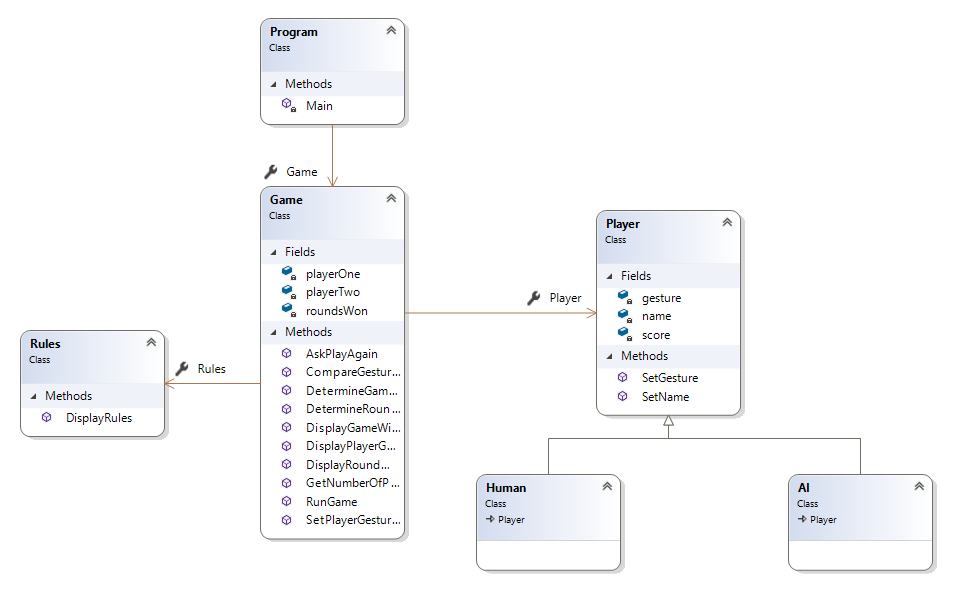 Program
Class
Methods
Main
Game
Game
Class
Fields
playerOne
playerTwo
roundsWon
Methods
AskPlayAgain
CompareGestur...
DetermineGam...
DetermineRoun...
DisplayGameWi...
DisplayPlayerG...
DisplayRound...
GetNumberOfP...
RunGame
SetPlayerGestur...
Player
Player
Class
Fields
gesture
name
score
Methods
SetGesture
SetName
Rules
Rules
Class
Methods
DisplayRules
Human
Class
Player
AI
Class
Player